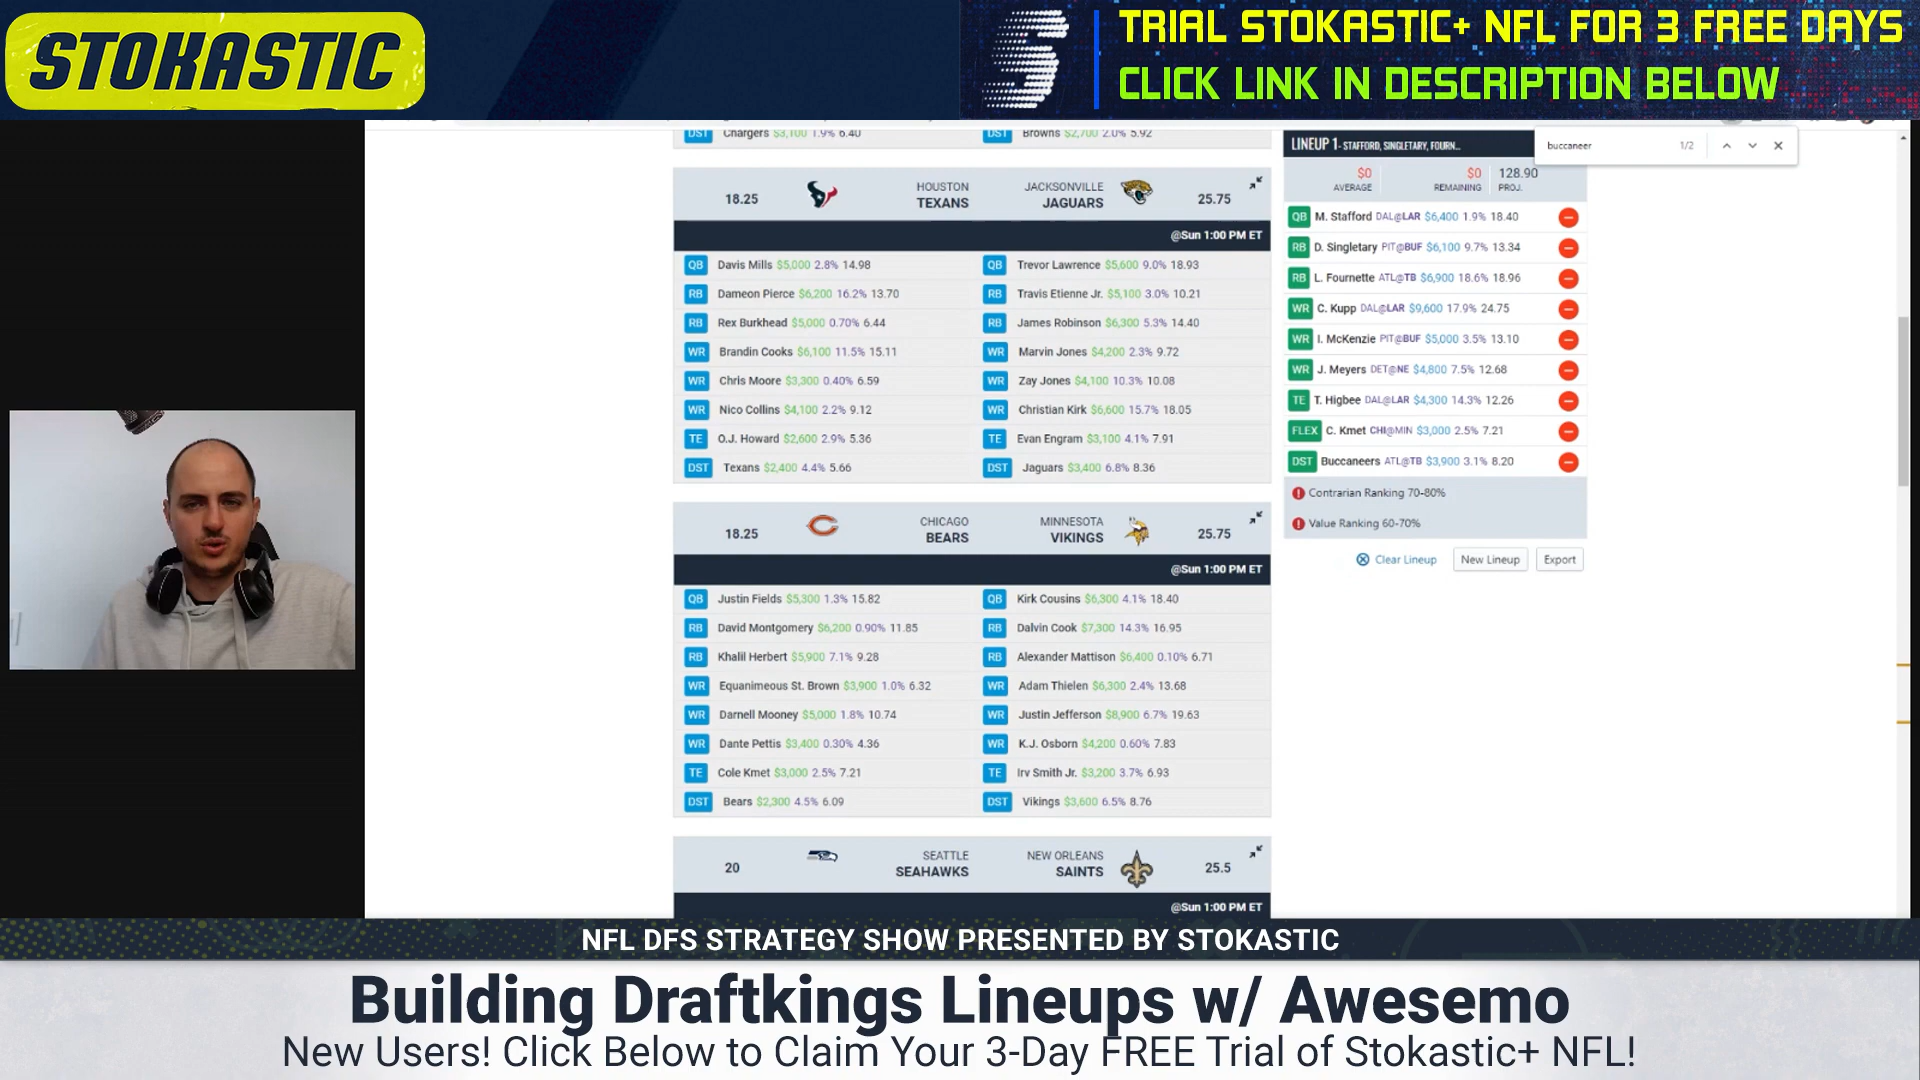 STOKASTIC
TRIAL STOKASTIC+ NFL FOR 3 FREE DAYS
CLICK LINK IN DESCRIPTION BELOW
DST Chargers $3,100 1.9% 6.40
DST Browns $2,700 2.0% 5.92
18.25 HOUSTON TEXANS JACKSONVILLE JAGUARS 25.75
@Sun 1:00 PM ET
QB Davis Mills $5,000 2.8% 14.98
QB Trevor Lawrence $5,600 9.0% 18.93
RB Dameon Pierce $6,200 16.2% 13.70
RB Travis Etienne Jr. $5,100 3.0% 10.21
RB Rex Burkhead $5,000 0.70% 6.44
RB James Robinson $6,300 5.3% 14.40
WR Brandin Cooks $6,100 11.5% 15.11
WR Marvin Jones $4,200 2.3% 9.72
WR Chris Moore $3,300 0.40% 6.59
WR Zay Jones $4,100 10.3% 10.08
WR Nico Collins $4,100 2.2% 9.12
WR Christian Kirk $6,600 15.7% 18.05
TE O.J. Howard $2,600 2.9% 5.36
TE Evan Engram $3,100 4.1% 7.91
DST Texans $2,400 4.4% 5.66
DST Jaguars $3,400 6.8% 8.36
18.25 CHICAGO BEARS MINNESOTA VIKINGS 25.75
@Sun 1:00 PM ET
QB Justin Fields $5,300 1.3% 15.82
QB Kirk Cousins $6,300 4.1% 18.40
RB David Montgomery $6,200 0.90% 11.85
RB Dalvin Cook $7,300 14.3% 16.95
RB Khalil Herbert $5,900 7.1% 9.28
RB Alexander Mattison $6,400 0.10% 6.71
WR Equanimeous St. Brown $3,900 1.0% 6.32
WR Adam Thielen $6,300 2.4% 13.68
WR Darnell Mooney $5,000 1.8% 10.74
WR Justin Jefferson $8,900 6.7% 19.63
WR Dante Pettis $3,400 0.30% 4.36
WR K.J. Osborn $4,200 0.60% 7.83
TE Cole Kmet $3,000 2.5% 7.21
TE Irv Smith Jr. $3,200 3.7% 6.93
DST Bears $2,300 4.5% 6.09
DST Vikings $3,600 6.5% 8.76
20 SEATTLE SEAHAWKS NEW ORLEANS SAINTS 25.5
@Sun 1:00 PM ET
LINEUP 1- STAFFORD, SINGLETARY, FOURN...
buccaneer 1/2
$0 AVERAGE
$0 REMAINING
128.90 PROJ.
QB M. Stafford DAL@LAR $6,400 1.9% 18.40
RB D. Singletary PIT@BUF $6,100 9.7% 13.34
RB L. Fournette ATL@TB $6,900 18.6% 18.96
WR C. Kupp DAL@LAR $9,600 17.9% 24.75
WR I. McKenzie PIT@BUF $5,000 3.5% 13.10
WR J. Meyers DET@NE $4,800 7.5% 12.68
TE T. Higbee DAL@LAR $4,300 14.3% 12.26
FLEX C. Kmet CHI@MIN $3,000 2.5% 7.21
DST Buccaneers ATL@TB $3,900 3.1% 8.20
Contrarian Ranking 70-80%
Value Ranking 60-70%
Clear Lineup New Lineup Export
NFL DFS STRATEGY SHOW PRESENTED BY STOKASTIC
Building Draftkings Lineups w/ Awesemo
New Users! Click Below to Claim Your 3-Day FREE Trial of Stokastic+ NFL!